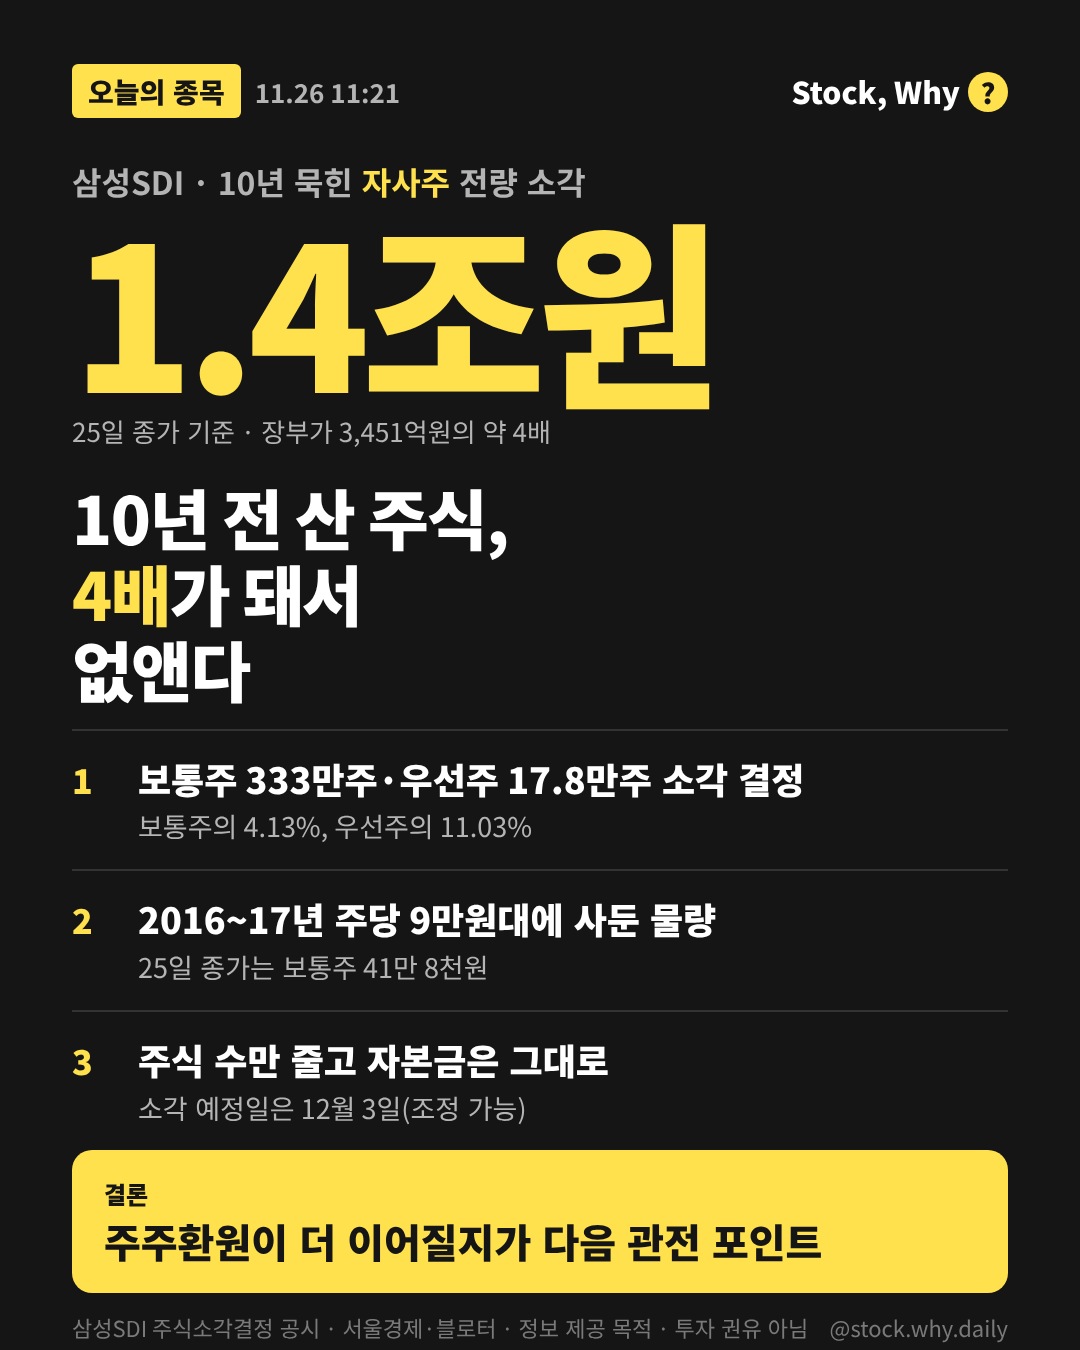 오늘의 종목 11.26 11:21 Stock, Why ?
삼성SDI · 10년 묵힌 자사주 전량 소각
1.4조원
25일 종가 기준 · 장부가 3,451억원의 약 4배
10년 전 산 주식,
4배가 돼서
없앤다
1 보통주 333만주·우선주 17.8만주 소각 결정
보통주의 4.13%, 우선주의 11.03%
2 2016~17년 주당 9만원대에 사둔 물량
25일 종가는 보통주 41만 8천원
3 주식 수만 줄고 자본금은 그대로
소각 예정일은 12월 3일(조정 가능)
결론
주주환원이 더 이어질지가 다음 관전 포인트
삼성SDI 주식소각결정 공시 · 서울경제·블로터 · 정보 제공 목적 · 투자 권유 아님 @stock.why.daily